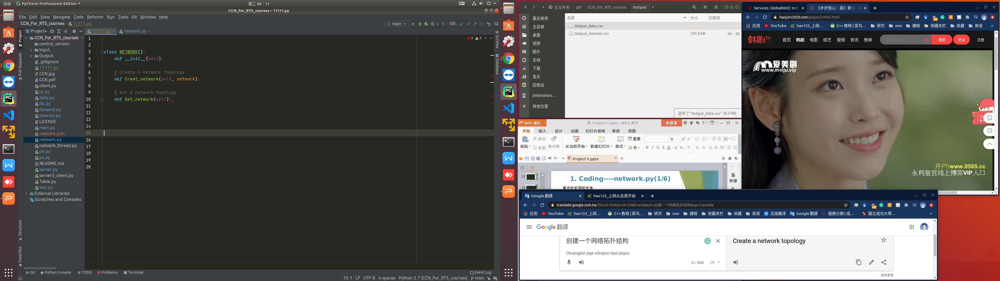 活动
PyCharm Professional Edition
週二 04：11
CCN_For_RTS_courses – 11111.py
File Edit View Navigate Code Refactor Run Tools Git Window Help
CCN_For_RTS_courses
11111.py
main
Git:
Project
11111.py
network.py
CCN_For_RTS_courses
control_version
Input
Output
.gitignore
11111.py
CCN.jpg
CCN.pdf
client.py
cs.py
data.py
fib.py
forward.py
interest.py
LICENSE
main.py
network.json
network.py
network_thread.py
pit.py
ps.py
README.md
server.py
server3_client.py
Table.py
test.py
External Libraries
Scratches and Consoles
Project
Pull Requests
Structure
Favorites
SciView
Database
3 3
1
2
3 class NETWORK():
4 def __init__(self):
5
6 # Create a network topology
7 def Creat_network(self, network):
8
9 # Get a network topology
10 def Get_network(self):
11
12
13
14
15
16
17
18
19
20
Git
Python Console
TODO
Problems
Terminal
Event Log
15:1 LF UTF-8 4 spaces Python 3.7 (CCN_For_RTS_courses) main
主文件夹
zjb
CCN_For_RTS_courses
Output
最近使用
主目录
桌面
视频
图片
文档
下载
音乐
回收站
jimbinzhan…
其他位置
名称
大小
已修改
Output_data.csv
Output_interest.csv
107.0 KB
04：02
选中了"Output_data.csv" (8.2 KB)
WPS 演示
Project II.pptx - WPS 演示
未登录
开始 插入 设计 动画 幻灯片放映 审阅 视图
粘贴
剪切
复制
格式刷
从当前开始
新建幻灯片
版式
重置
节
0
B I U S A X² X₂
Project II.pptx
12
13
1. Coding----network.py(1/6)
单击此处添加文本
新建
Services: GlobalNOC: Indi
《步步惊心：丽》第18
hanjutv2020.com/player/24945.html
应用
YouTube
hao123_上网…
C++ 教程 | 菜鸟…
研究
one
課程
收藏夹栏
收藏
英语
韩剧tv
首页 韩剧 电影 综艺 视频 资讯 榜单
搜剧
登录
注册
爱美剧
www.meiju.vip
开户:www.0505.cc
永利皇宫线上博弈VIP入口
Google 翻譯
hao123_上网从这里开始
translate.google.com.tw/?hl=zh-TW&sl=zh-CN&tl=en&text=创建一个网络拓扑结构&op=translate
应用
YouTube
hao123_上网…
C++ 教程 | 菜鸟…
研究
one
課程
收藏夹栏
收藏
英语
百度翻译
Google 翻譯
服務分類 | 成…
國立成功大學…
Google 翻譯
创建一个网络拓扑结构
Chuàngjiàn yīgè wǎngluò tàpū jiégòu
10 / 5000
拼
Create a network topology
提供意見